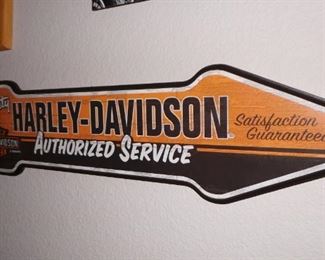 HARLEY-DAVIDSON
AUTHORIZED SERVICE
Satisfaction
Guaranteed